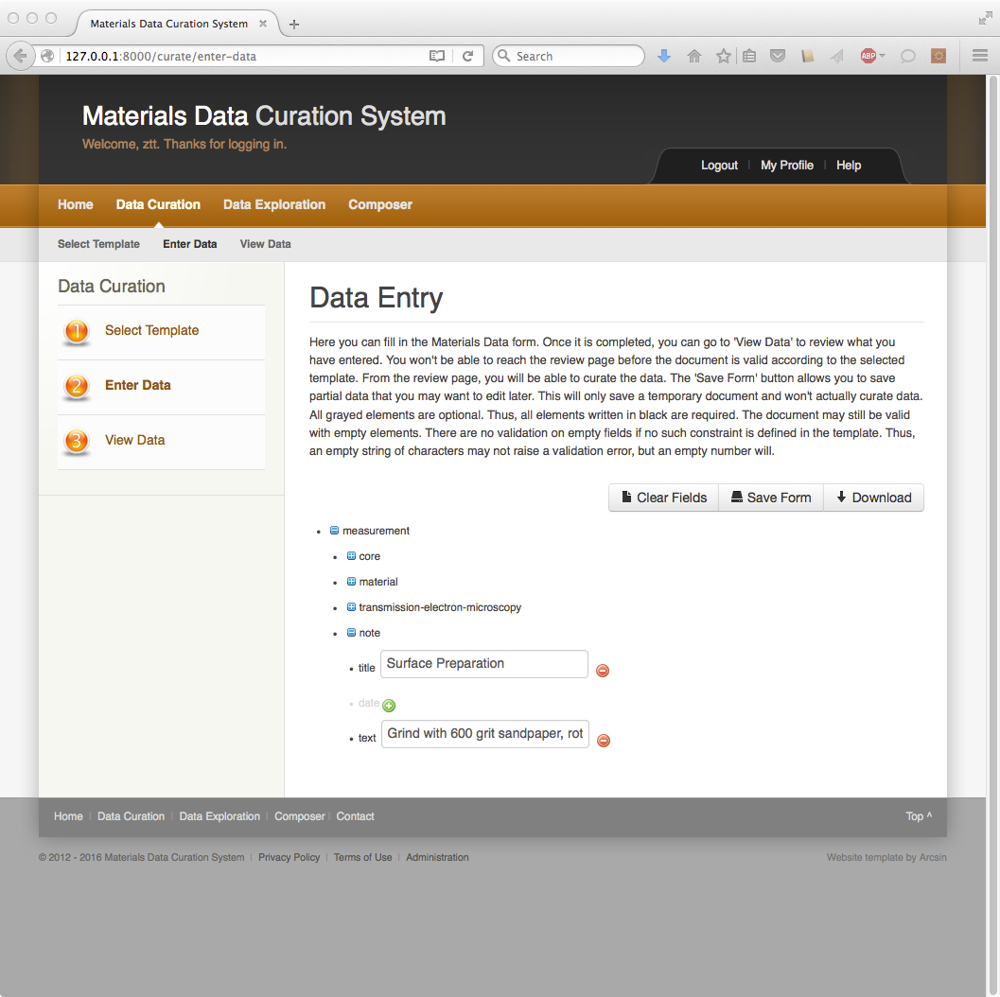 Materials Data Curation System
127.0.0.1:8000/curate/enter-data
Search
ABP
Materials Data Curation System
Welcome, ztt. Thanks for logging in.
Logout | My Profile | Help
Home Data Curation Data Exploration Composer
Select Template Enter Data View Data
Data Curation
1 Select Template
2 Enter Data
3 View Data
Data Entry
Here you can fill in the Materials Data form. Once it is completed, you can go to 'View Data' to review what you
have entered. You won't be able to reach the review page before the document is valid according to the selected
template. From the review page, you will be able to curate the data. The 'Save Form' button allows you to save
partial data that you may want to edit later. This will only save a temporary document and won't actually curate data.
All grayed elements are optional. Thus, all elements written in black are required. The document may still be valid
with empty elements. There are no validation on empty fields if no such constraint is defined in the template. Thus,
an empty string of characters may not raise a validation error, but an empty number will.
Clear Fields Save Form Download
measurement
core
material
transmission-electron-microscopy
note
title Surface Preparation
date
text Grind with 600 grit sandpaper, rot
Home | Data Curation | Data Exploration | Composer | Contact Top ^
© 2012 - 2016 Materials Data Curation System | Privacy Policy | Terms of Use | Administration Website template by Arcsin